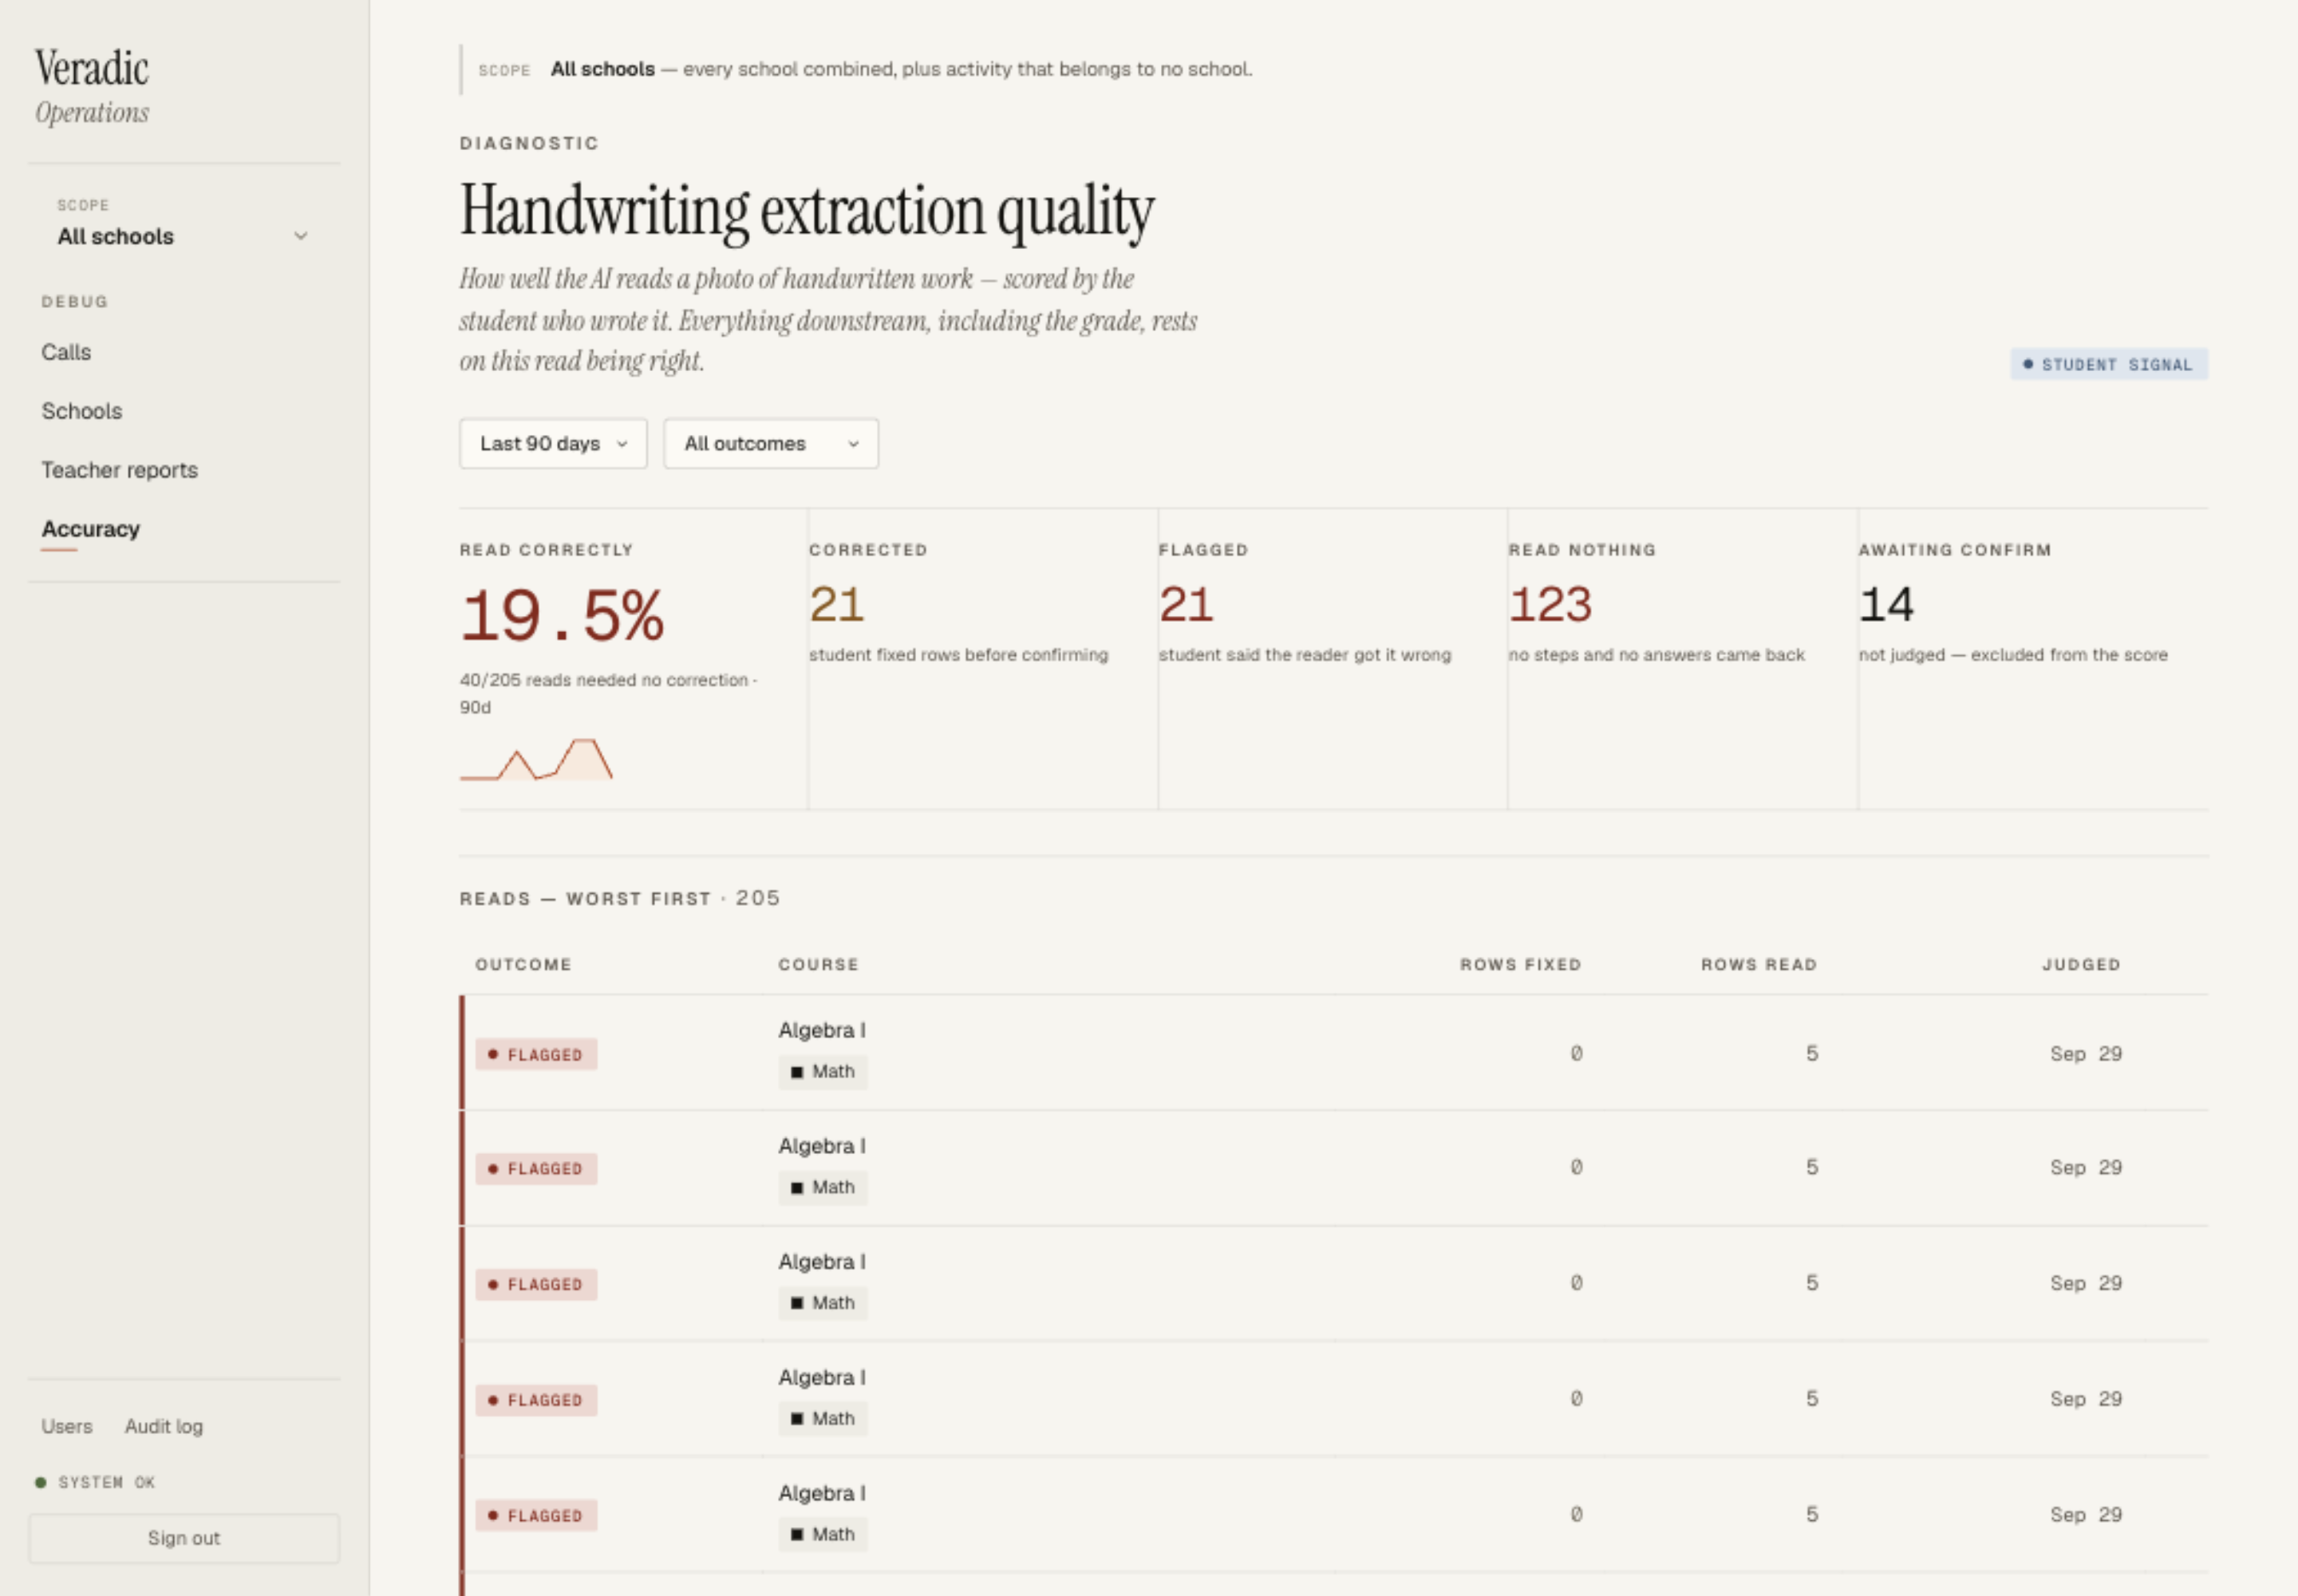 Veradic
Operations
SCOPE
All schools
DEBUG
Calls
Schools
Teacher reports
Accuracy
Users Audit log
SYSTEM OK
Sign out
SCOPE All schools — every school combined, plus activity that belongs to no school.
DIAGNOSTIC
Handwriting extraction quality
How well the AI reads a photo of handwritten work — scored by the
student who wrote it. Everything downstream, including the grade, rests
on this read being right.
STUDENT SIGNAL
Last 90 days All outcomes
READ CORRECTLY
19.5%
40/205 reads needed no correction ·
90d
CORRECTED
21
student fixed rows before confirming
FLAGGED
21
student said the reader got it wrong
READ NOTHING
123
no steps and no answers came back
AWAITING CONFIRM
14
not judged — excluded from the score
READS — WORST FIRST · 205
OUTCOME COURSE ROWS FIXED ROWS READ JUDGED
Algebra I
FLAGGED 0 5 Sep 29
Math
Algebra I
FLAGGED 0 5 Sep 29
Math
Algebra I
FLAGGED 0 5 Sep 29
Math
Algebra I
FLAGGED 0 5 Sep 29
Math
Algebra I
FLAGGED 0 5 Sep 29
Math